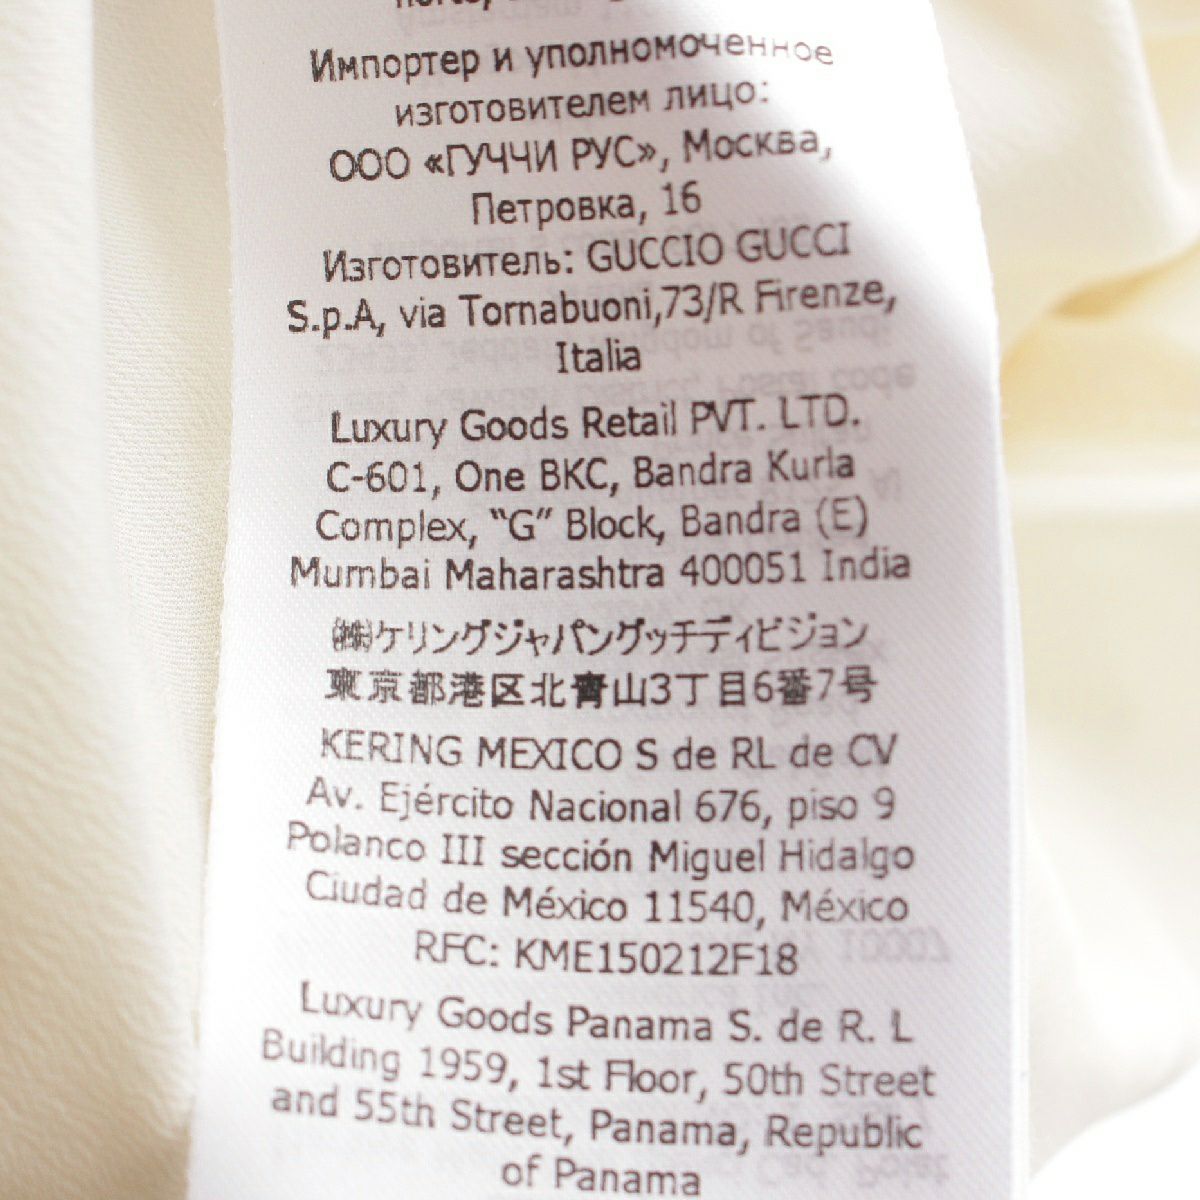 Импортер и уполномоченное
изготовителем лицо:
ООО «ГУЧЧИ РУС», Москва,
Петровка, 16
Изготовитель: GUCCIO GUCCI
S.p.A, via Tornabuoni,73/R Firenze,
Italia
Luxury Goods Retail PVT. LTD.
C-601, One BKC, Bandra Kurla
Complex, “G” Block, Bandra (E)
Mumbai Maharashtra 400051 India
㈱ケリングジャパングッチディビジョン
東京都港区北青山3丁目6番7号
KERING MEXICO S de RL de CV
Av. Ejército Nacional 676, piso 9
Polanco III sección Miguel Hidalgo
Ciudad de México 11540, México
RFC: KME150212F18
Luxury Goods Panama S. de R. L
Building 1959, 1st Floor, 50th Street
and 55th Street, Panama, Republic
of Panama